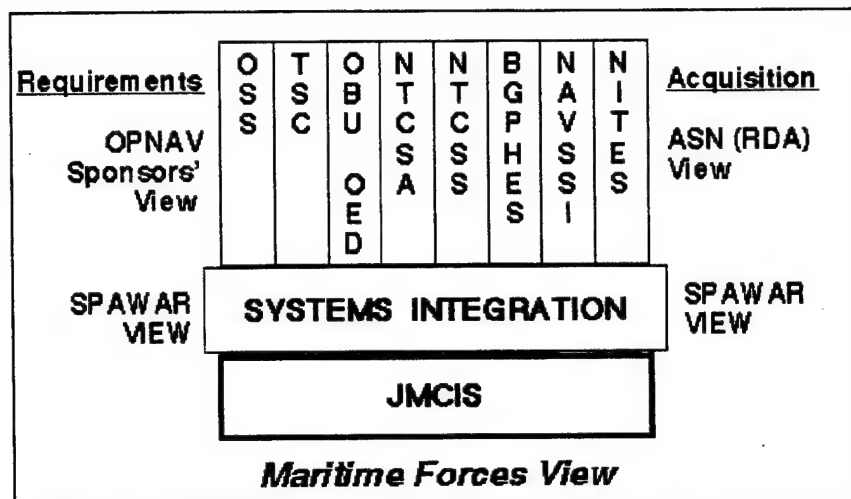 Requirements
OPNAV
Sponsors'
View
OSS
TSC
OBU OED
NTCSA
NTCSS
BGPHES
NAVSSI
NITES
Acquisition
ASN (RDA)
View
SPAWAR
VIEW
SYSTEMS INTEGRATION
SPAWAR
VIEW
JMCIS
Maritime Forces View